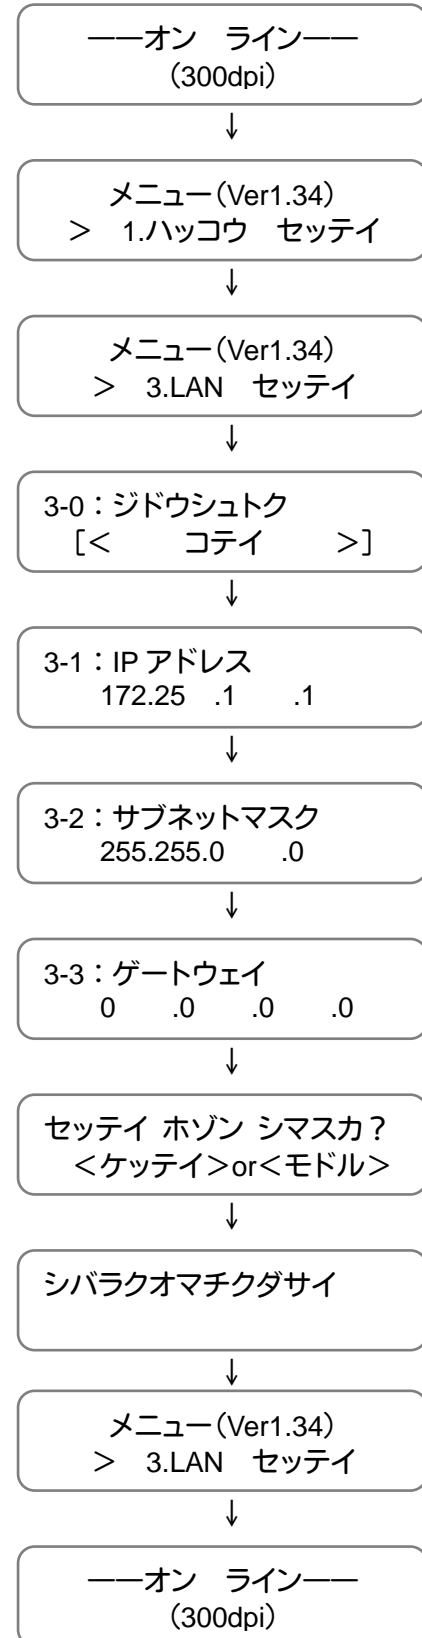 ――オン　ライン――
（300dpi）
↓
メニュー（Ver1.34）
＞　1.ハッコウ　セッテイ
↓
メニュー（Ver1.34）
＞　3.LAN　セッテイ
↓
3-0：ジドウシュトク
［＜　　コテイ　　＞］
↓
3-1：IP アドレス
172.25　.1　　.1
↓
3-2：サブネットマスク
255.255.0　　.0
↓
3-3：ゲートウェイ
0　　.0　　.0　　.0
↓
セッテイ ホゾン シマスカ？
＜ケッテイ＞or＜モドル＞
↓
シバラクオマチクダサイ
↓
メニュー（Ver1.34）
＞　3.LAN　セッテイ
↓
――オン　ライン――
（300dpi）